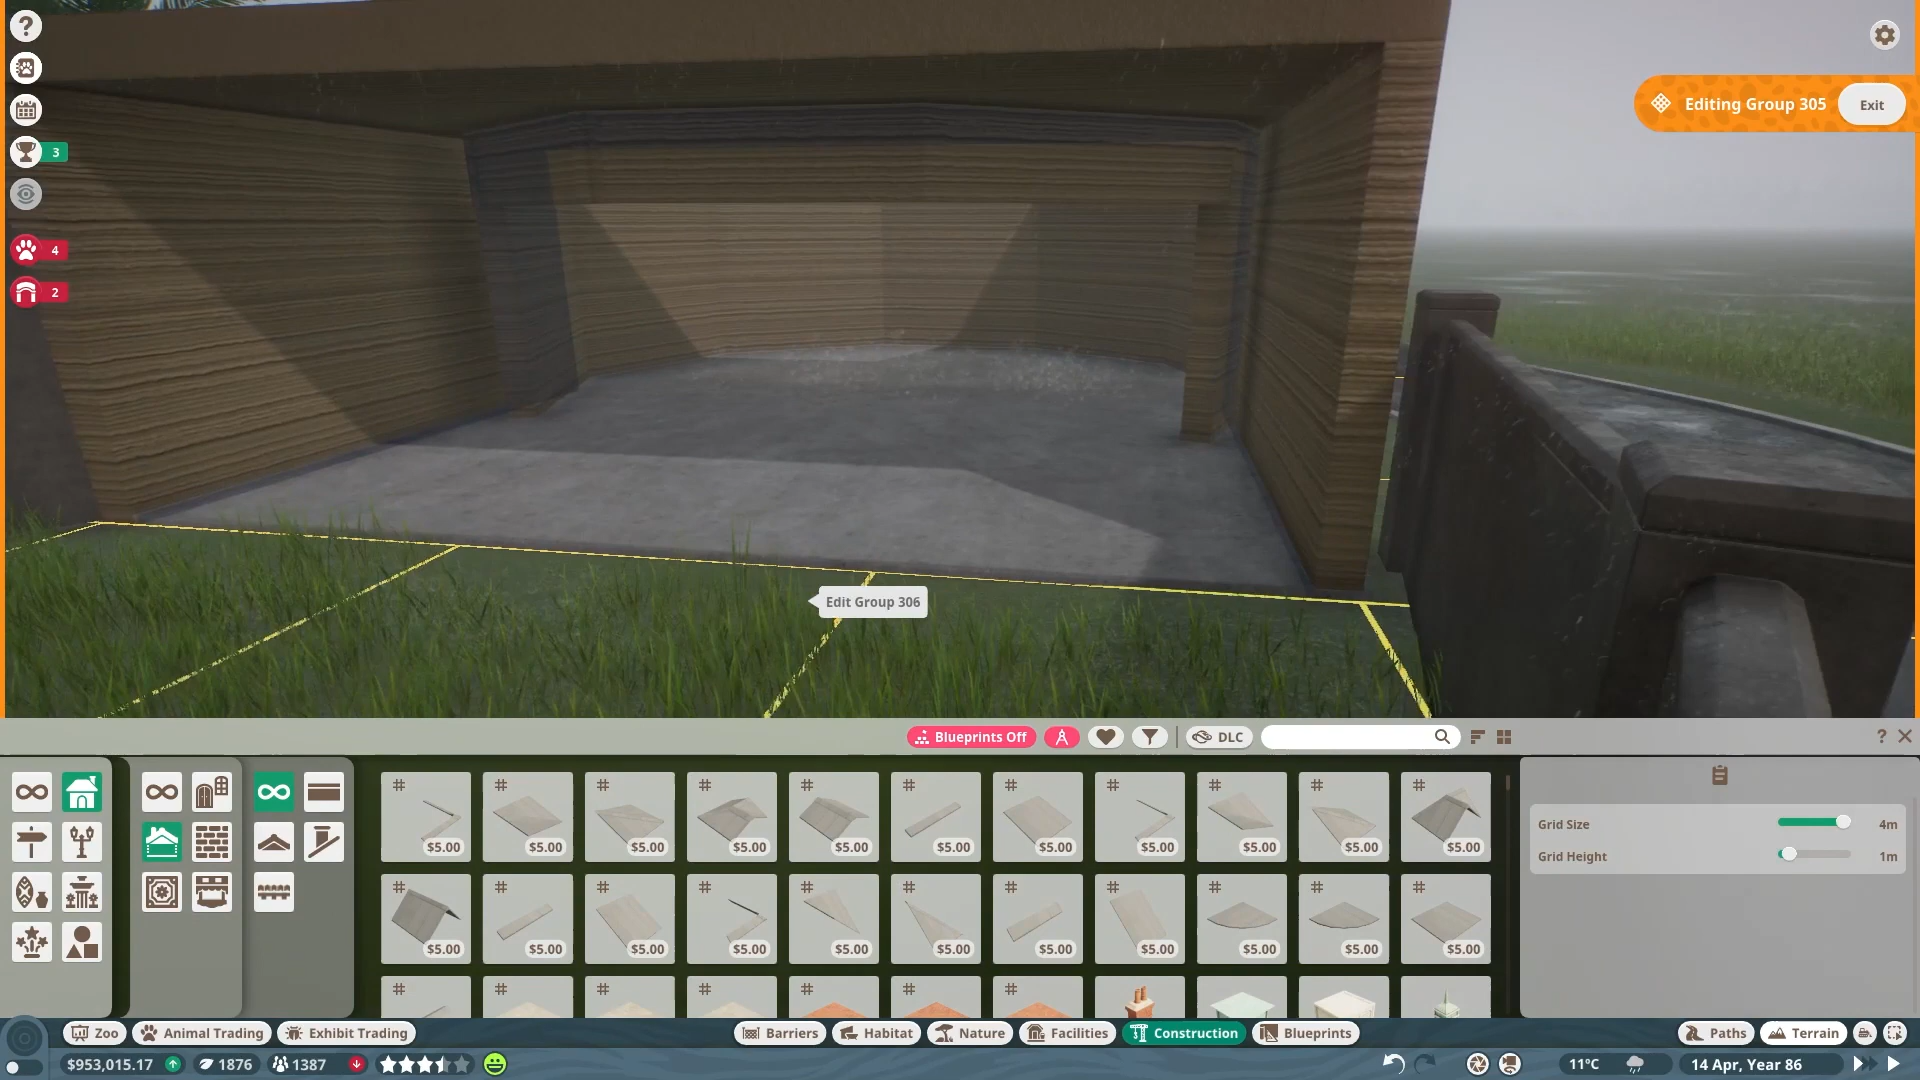 ?
3
4
2
Editing Group 305 Exit
Edit Group 306
Blueprints Off DLC ?
$5.00 $5.00 $5.00 $5.00 $5.00 $5.00 $5.00 $5.00 $5.00 $5.00 $5.00
$5.00 $5.00 $5.00 $5.00 $5.00 $5.00 $5.00 $5.00 $5.00 $5.00 $5.00
Grid Size 4m
Grid Height 1m
Zoo Animal Trading Exhibit Trading Barriers Habitat Nature Facilities Construction Blueprints Paths Terrain
$953,015.17 1876 1387 11°C 14 Apr, Year 86